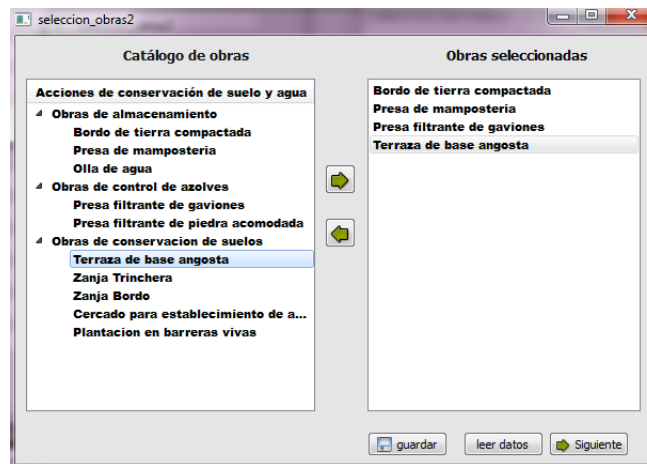 seleccion_obras2
Catálogo de obras
Acciones de conservación de suelo y agua
Obras de almacenamiento
Bordo de tierra compactada
Presa de mamposteria
Olla de agua
Obras de control de azolves
Presa filtrante de gaviones
Presa filtrante de piedra acomodada
Obras de conservacion de suelos
Terraza de base angosta
Zanja Trinchera
Zanja Bordo
Cercado para establecimiento de a...
Plantacion en barreras vivas
Obras seleccionadas
Bordo de tierra compactada
Presa de mamposteria
Presa filtrante de gaviones
Terraza de base angosta
guardar
leer datos
Siguiente